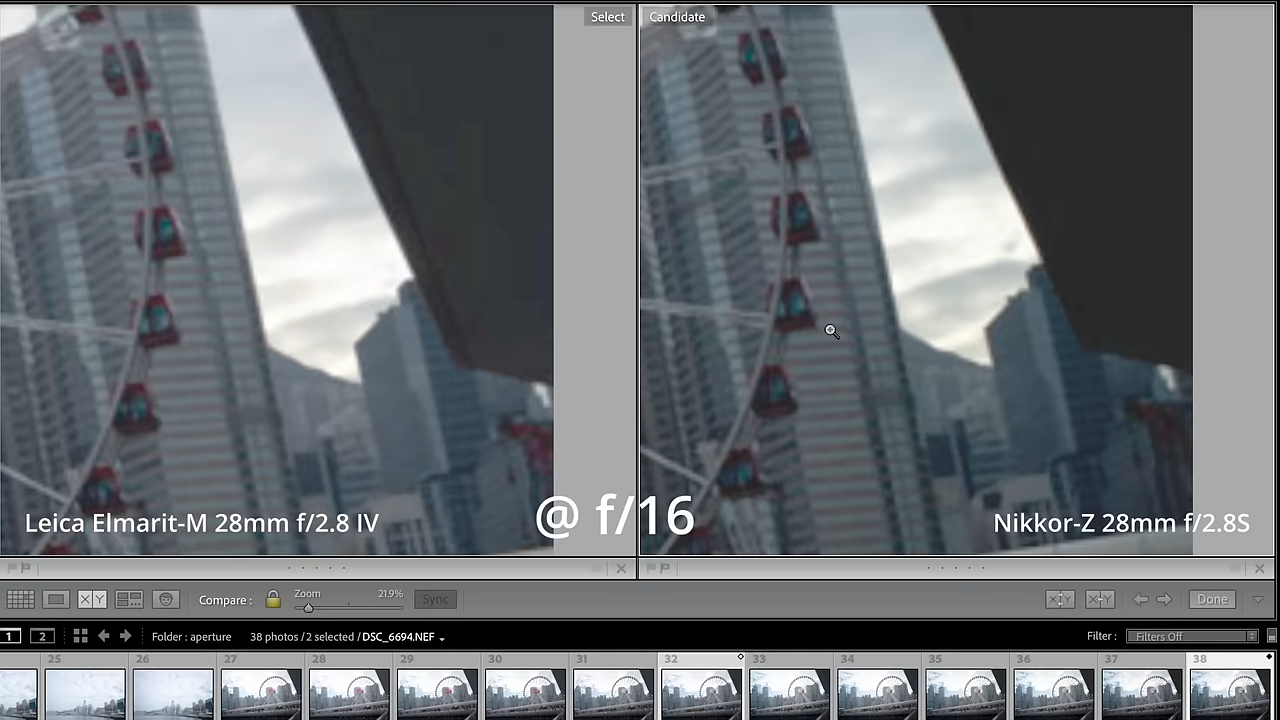 Select
Candidate
Leica Elmarit-M 28mm f/2.8 IV
@ f/16
Nikkor-Z 28mm f/2.8S
X Y
Compare :
Zoom
21.9%
Sync
Done
1 2
Folder : aperture
38 photos / 2 selected / DSC_6694.NEF
Filter :
Filters Off
25 26 27 28 29 30 31 32 33 34 35 36 37 38